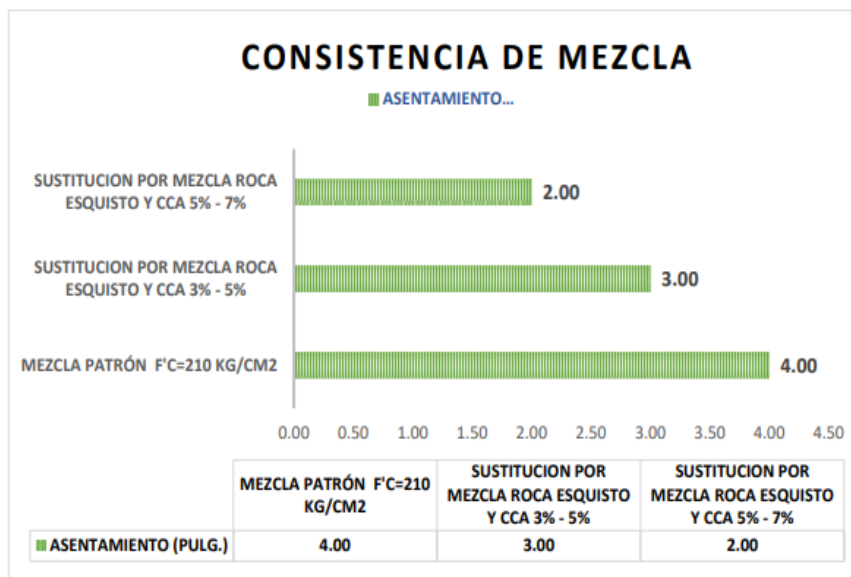 CONSISTENCIA DE MEZCLA
ASENTAMIENTO...
SUSTITUCION POR MEZCLA ROCA
ESQUISTO Y CCA 5% - 7%
2.00
SUSTITUCION POR MEZCLA ROCA
ESQUISTO Y CCA 3% - 5%
3.00
MEZCLA PATRÓN F'C=210 KG/CM2
4.00
0.00 0.50 1.00 1.50 2.00 2.50 3.00 3.50 4.00 4.50
MEZCLA PATRÓN F'C=210
KG/CM2
SUSTITUCION POR
MEZCLA ROCA ESQUISTO
Y CCA 3% - 5%
SUSTITUCION POR
MEZCLA ROCA ESQUISTO
Y CCA 5% - 7%
ASENTAMIENTO (PULG.) 4.00 3.00 2.00